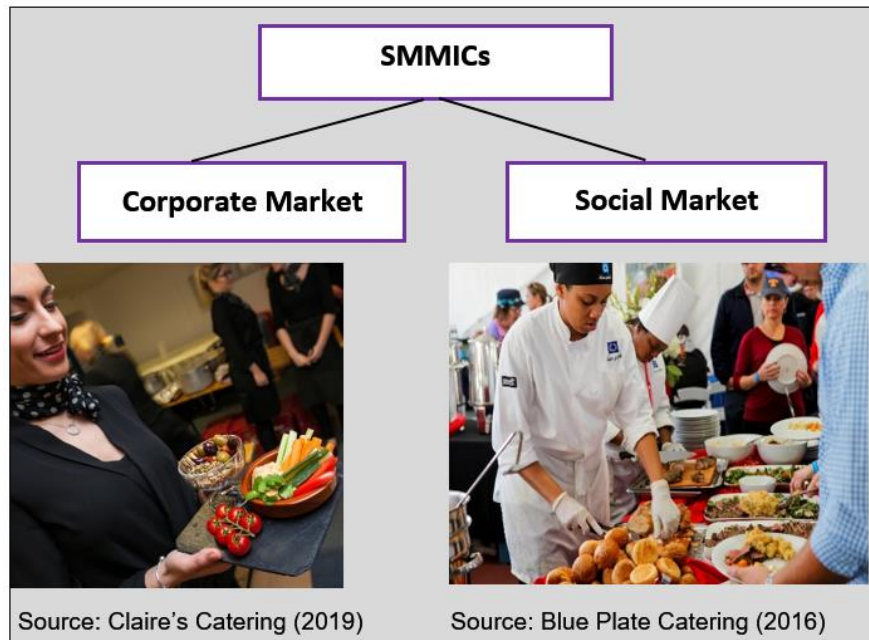 SMMICs
Corporate Market
Social Market
Source: Claire's Catering (2019)
Source: Blue Plate Catering (2016)